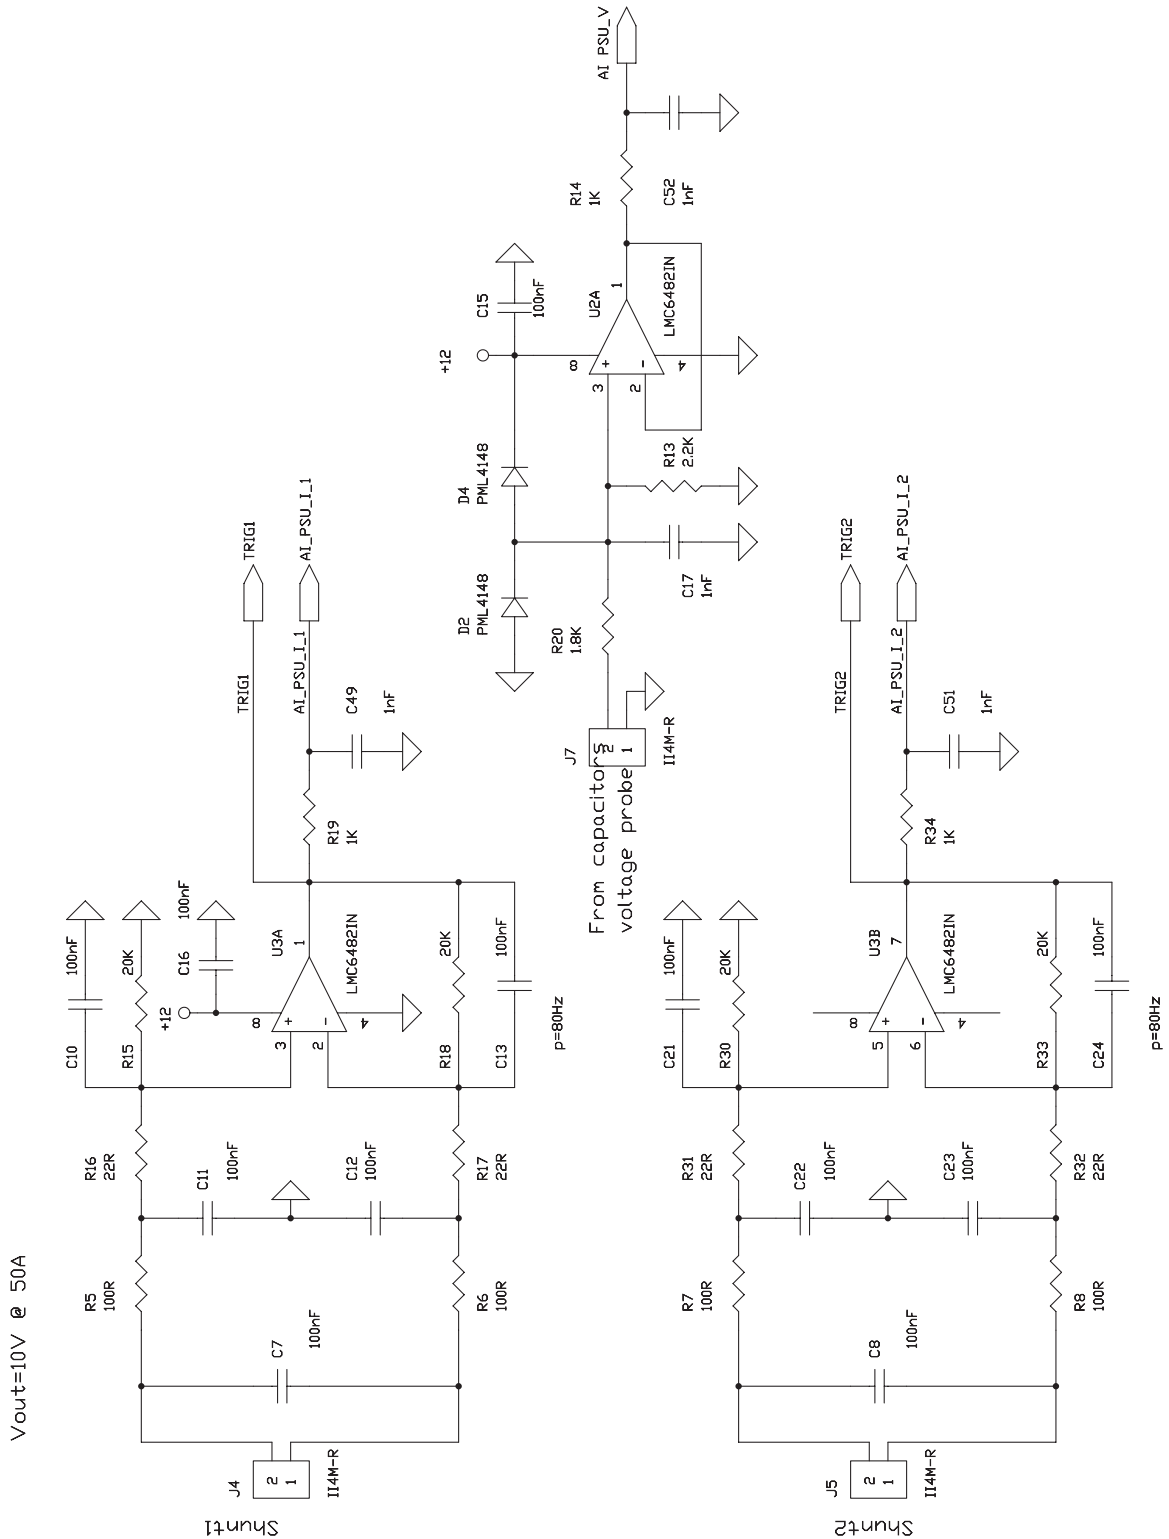 Vout=10V @ 50A
Shunt1
J4
2
1
II4M-R
C7
100nF
R5
100R
R6
100R
C11
100nF
C12
100nF
R16
22R
R17
22R
C10
100nF
R15
20K
+12
C16
100nF
U3A
3
2
8
4
1
+
-
LMC6482IN
R18
20K
C13
100nF
p=80Hz
R19
1K
C49
1nF
TRIG1
TRIG1
AI_PSU_I_1
AI_PSU_I_1
From capacitors
voltage probe
J7
2
1
II4M-R
R20
1.8K
D2
PML4148
D4
PML4148
C17
1nF
R13
2.2K
+12
C15
100nF
U2A
3
2
8
4
1
+
-
LMC6482IN
R14
1K
C52
1nF
AI PSU_V
Shunt2
J5
2
1
II4M-R
C8
100nF
R7
100R
R8
100R
C22
100nF
C23
100nF
R31
22R
R32
22R
C21
100nF
R30
20K
U3B
5
6
8
4
7
+
-
LMC6482IN
R33
20K
C24
100nF
p=80Hz
R34
1K
C51
1nF
TRIG2
TRIG2
AI_PSU_I_2
AI_PSU_I_2